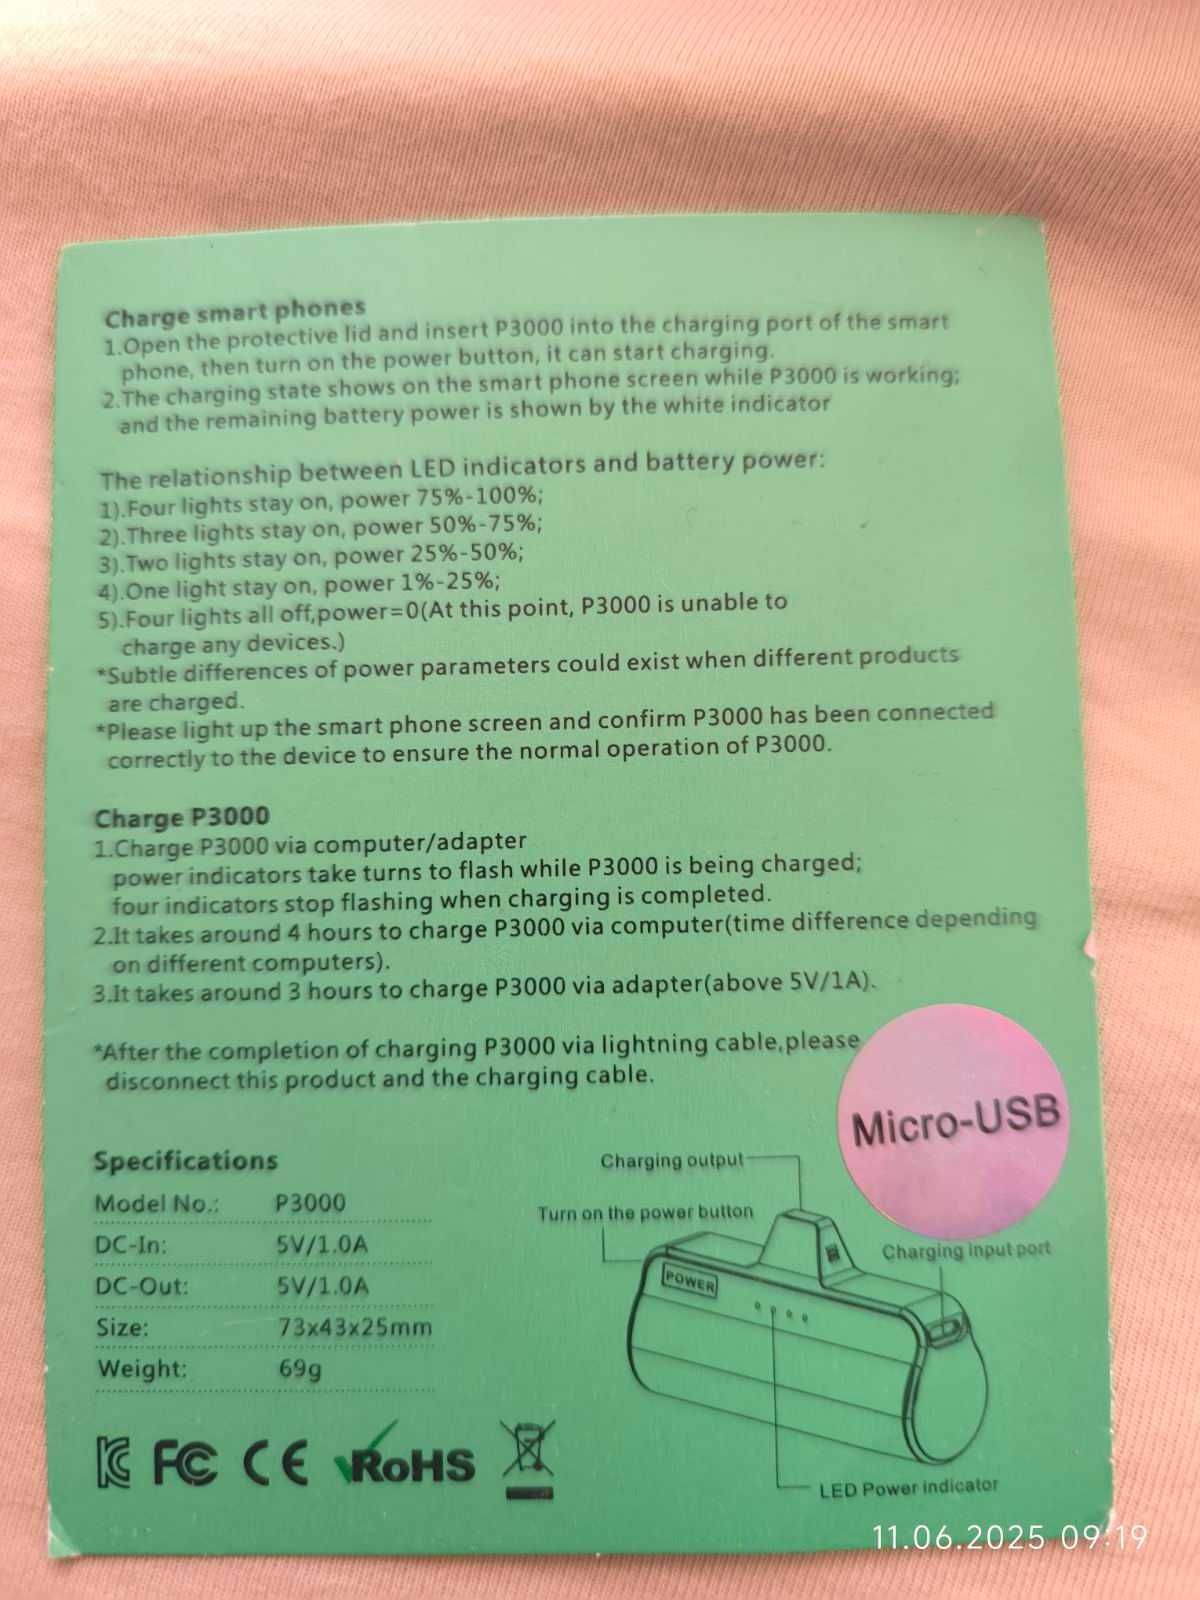 Charge smart phones
1.Open the protective lid and insert P3000 into the charging port of the smart
phone, then turn on the power button, it can start charging.
2.The charging state shows on the smart phone screen while P3000 is working;
and the remaining battery power is shown by the white indicator
The relationship between LED indicators and battery power:
1).Four lights stay on, power 75%-100%;
2).Three lights stay on, power 50%-75%;
3).Two lights stay on, power 25%-50%;
4).One light stay on, power 1%-25%;
5).Four lights all off,power=0(At this point, P3000 is unable to
charge any devices.)
*Subtle differences of power parameters could exist when different products
are charged.
*Please light up the smart phone screen and confirm P3000 has been connected
correctly to the device to ensure the normal operation of P3000.
Charge P3000
1.Charge P3000 via computer/adapter
power indicators take turns to flash while P3000 is being charged;
four indicators stop flashing when charging is completed.
2.It takes around 4 hours to charge P3000 via computer(time difference depending
on different computers).
3.It takes around 3 hours to charge P3000 via adapter(above 5V/1A).
*After the completion of charging P3000 via lightning cable,please
disconnect this product and the charging cable.
Micro-USB
Specifications
Model No.: P3000
DC-In: 5V/1.0A
DC-Out: 5V/1.0A
Size: 73x43x25mm
Weight: 69g
Charging output
Turn on the power button
Charging input port
POWER
LED Power indicator
FC CE RoHS
11.06.2025 09:19